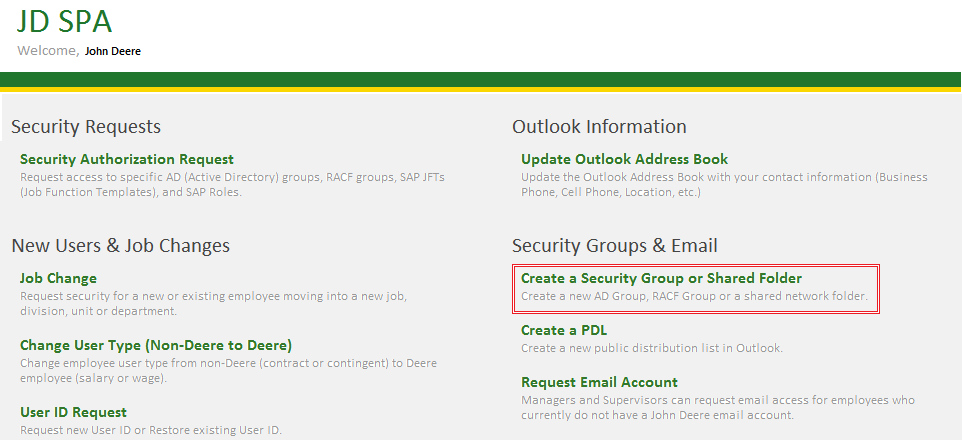 JD SPA
Welcome, John Deere
Security Requests
Security Authorization Request
Request access to specific AD (Active Directory) groups, RACF groups, SAP JFTs
(Job Function Templates), and SAP Roles.
Outlook Information
Update Outlook Address Book
Update the Outlook Address Book with your contact information (Business
Phone, Cell Phone, Location, etc.)
New Users & Job Changes
Job Change
Request security for a new or existing employee moving into a new job,
division, unit or department.
Change User Type (Non-Deere to Deere)
Change employee user type from non-Deere (contract or contingent) to Deere
employee (salary or wage).
User ID Request
Request new User ID or Restore existing User ID.
Security Groups & Email
Create a Security Group or Shared Folder
Create a new AD Group, RACF Group or a shared network folder.
Create a PDL
Create a new public distribution list in Outlook.
Request Email Account
Managers and Supervisors can request email access for employees who
currently do not have a John Deere email account.